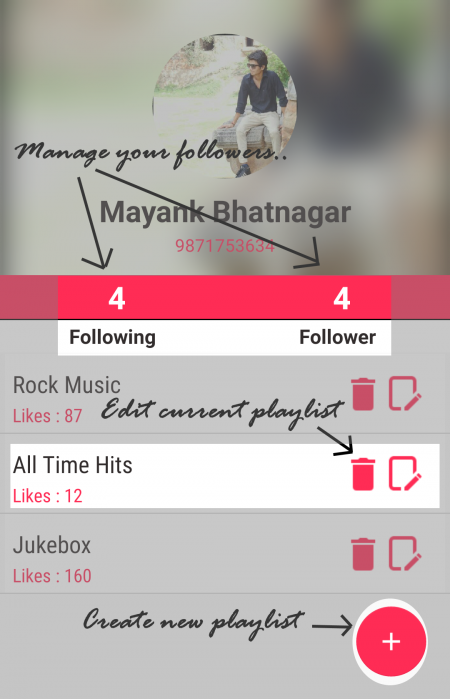 Manage your followers..
Mayank Bhatnagar
9871753634
4 4
Following Follower
Rock Music
Likes : 87
Edit current playlist
All Time Hits
Likes : 12
Jukebox
Likes : 160
Create new playlist
+